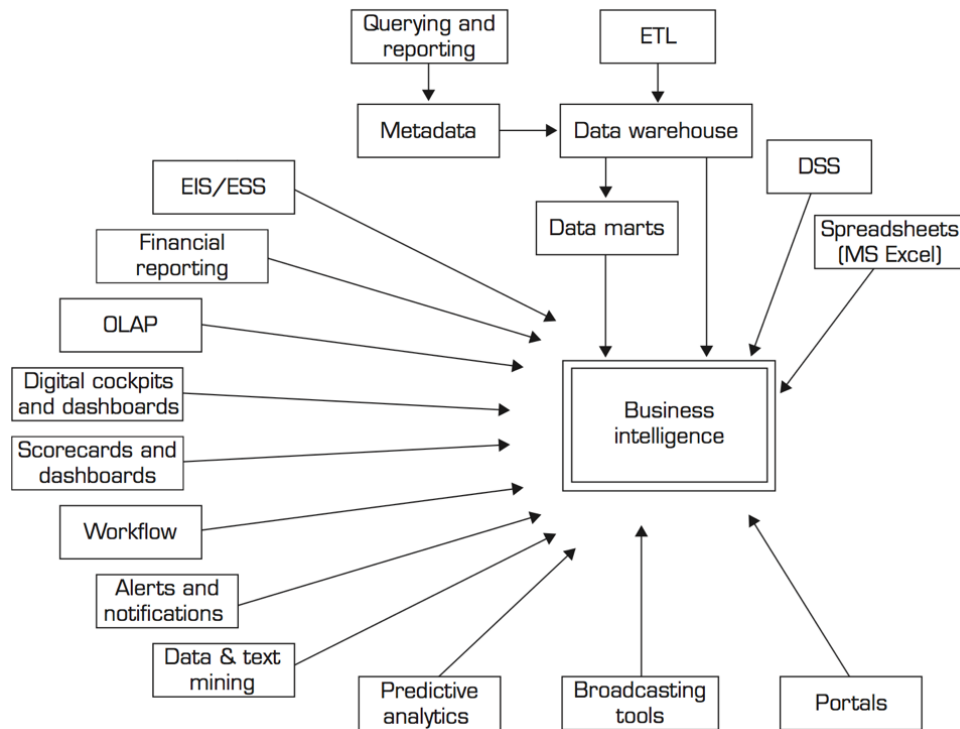 Querying and
reporting
ETL
Metadata
Data warehouse
DSS
EIS/ESS
Data marts
Spreadsheets
(MS Excel)
Financial
reporting
OLAP
Digital cockpits
and dashboards
Business
intelligence
Scorecards and
dashboards
Workflow
Alerts and
notifications
Data & text
mining
Predictive
analytics
Broadcasting
tools
Portals